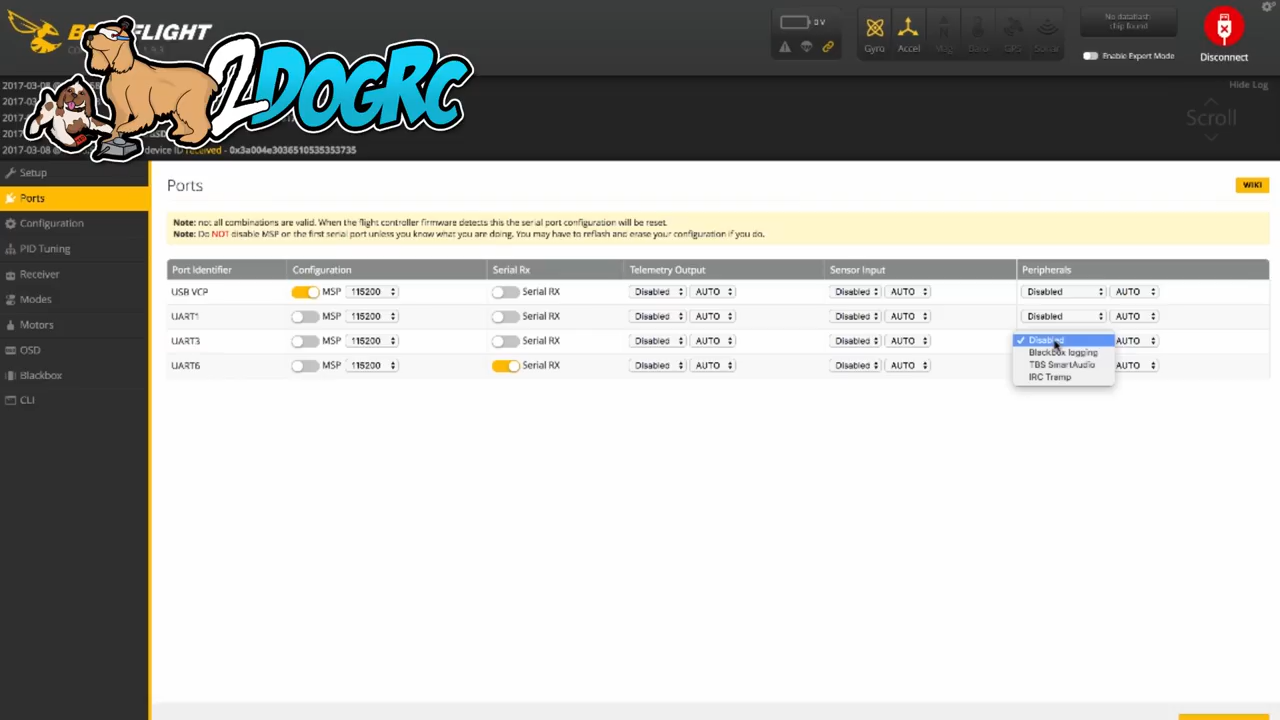 FLIGHT
2DOGRC
0 V
Gyro
Accel
No dataflash
chip found
Enable Expert Mode
Disconnect
Hide Log
Scroll
2017-03-08 @
device ID received - 0x3a004e3036510535353735
Setup
Ports
Configuration
PID Tuning
Receiver
Modes
Motors
OSD
Blackbox
CLI
Ports
WIKI
Note: not all combinations are valid. When the flight controller firmware detects this the serial port configuration will be reset.
Note: Do NOT disable MSP on the first serial port unless you know what you are doing. You may have to reflash and erase your configuration if you do.
Port Identifier Configuration Serial Rx Telemetry Output Sensor Input Peripherals
USB VCP MSP 115200 Serial RX Disabled AUTO Disabled AUTO Disabled AUTO
UART1 MSP 115200 Serial RX Disabled AUTO Disabled AUTO Disabled AUTO
UART3 MSP 115200 Serial RX Disabled AUTO Disabled AUTO Disabled AUTO
Blackbox logging
UART6 MSP 115200 Serial RX Disabled AUTO Disabled AUTO TBS SmartAudio AUTO
IRC Tramp